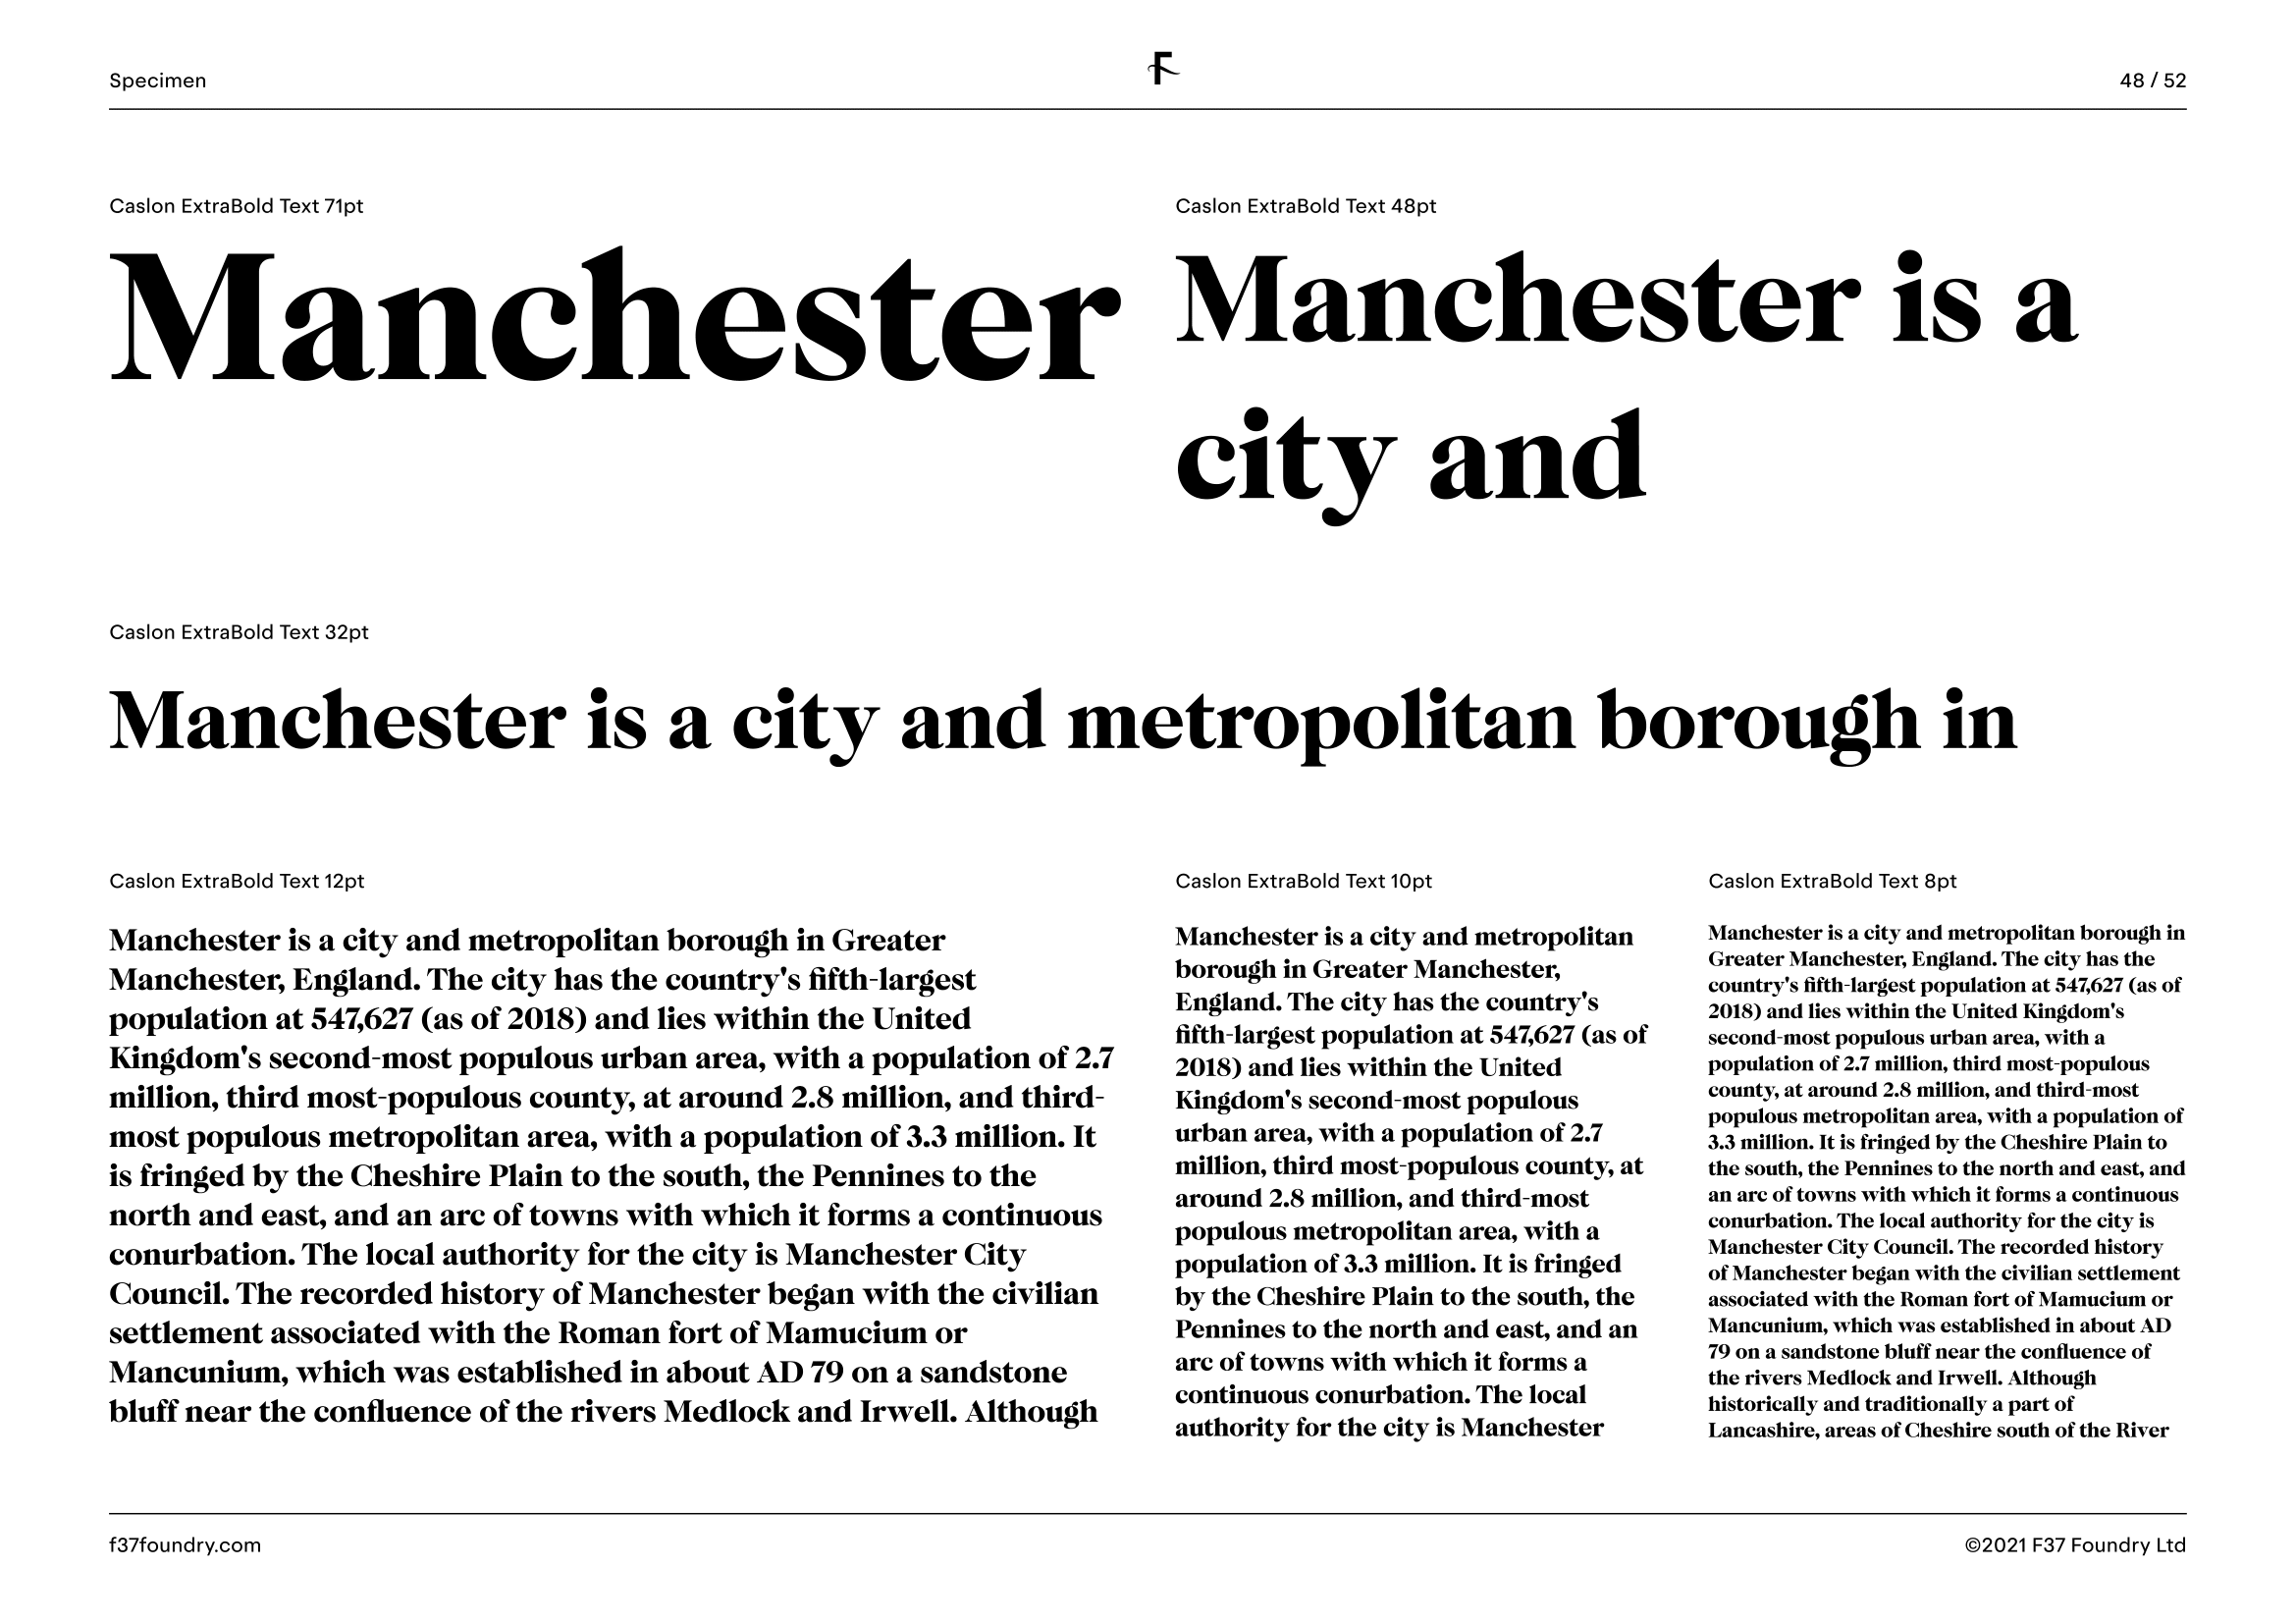 Specimen
F
48 / 52
Caslon ExtraBold Text 71pt
Manchester
Caslon ExtraBold Text 48pt
Manchester is a
city and
Caslon ExtraBold Text 32pt
Manchester is a city and metropolitan borough in
Caslon ExtraBold Text 12pt
Manchester is a city and metropolitan borough in Greater
Manchester, England. The city has the country's fifth-largest
population at 547,627 (as of 2018) and lies within the United
Kingdom's second-most populous urban area, with a population of 2.7
million, third most-populous county, at around 2.8 million, and third-
most populous metropolitan area, with a population of 3.3 million. It
is fringed by the Cheshire Plain to the south, the Pennines to the
north and east, and an arc of towns with which it forms a continuous
conurbation. The local authority for the city is Manchester City
Council. The recorded history of Manchester began with the civilian
settlement associated with the Roman fort of Mamucium or
Mancunium, which was established in about AD 79 on a sandstone
bluff near the confluence of the rivers Medlock and Irwell. Although
Caslon ExtraBold Text 10pt
Manchester is a city and metropolitan
borough in Greater Manchester,
England. The city has the country's
fifth-largest population at 547,627 (as of
2018) and lies within the United
Kingdom's second-most populous
urban area, with a population of 2.7
million, third most-populous county, at
around 2.8 million, and third-most
populous metropolitan area, with a
population of 3.3 million. It is fringed
by the Cheshire Plain to the south, the
Pennines to the north and east, and an
arc of towns with which it forms a
continuous conurbation. The local
authority for the city is Manchester
Caslon ExtraBold Text 8pt
Manchester is a city and metropolitan borough in
Greater Manchester, England. The city has the
country's fifth-largest population at 547,627 (as of
2018) and lies within the United Kingdom's
second-most populous urban area, with a
population of 2.7 million, third most-populous
county, at around 2.8 million, and third-most
populous metropolitan area, with a population of
3.3 million. It is fringed by the Cheshire Plain to
the south, the Pennines to the north and east, and
an arc of towns with which it forms a continuous
conurbation. The local authority for the city is
Manchester City Council. The recorded history
of Manchester began with the civilian settlement
associated with the Roman fort of Mamucium or
Mancunium, which was established in about AD
79 on a sandstone bluff near the confluence of
the rivers Medlock and Irwell. Although
historically and traditionally a part of
Lancashire, areas of Cheshire south of the River
f37foundry.com
©2021 F37 Foundry Ltd